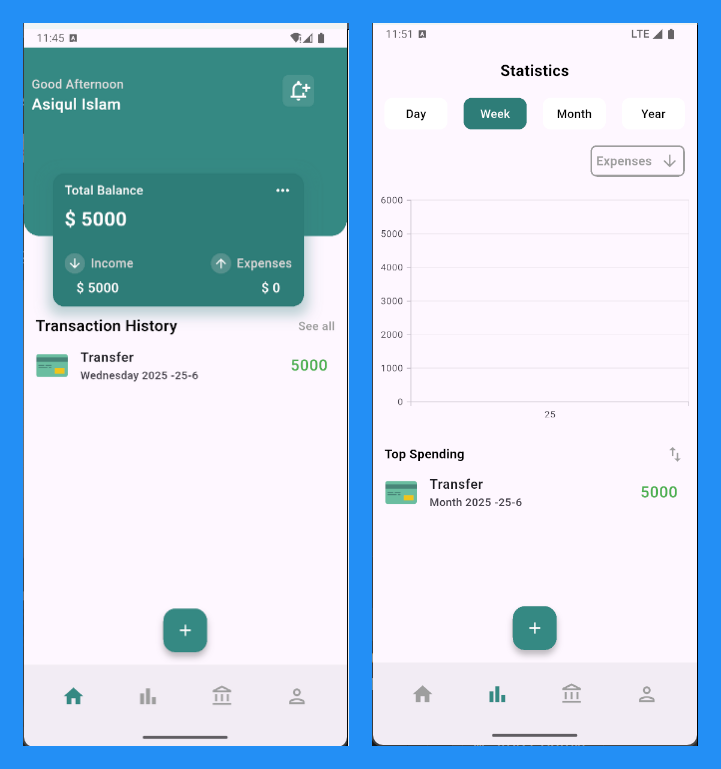 11:45
Good Afternoon
Asiqul Islam
Total Balance
$ 5000
Income
Expenses
$ 5000
$ 0
Transaction History
See all
Transfer
Wednesday 2025 -25-6
5000
11:51
LTE
Statistics
Day
Week
Month
Year
Expenses
6000
5000
4000
3000
2000
1000
0
25
Top Spending
Transfer
Month 2025 -25-6
5000